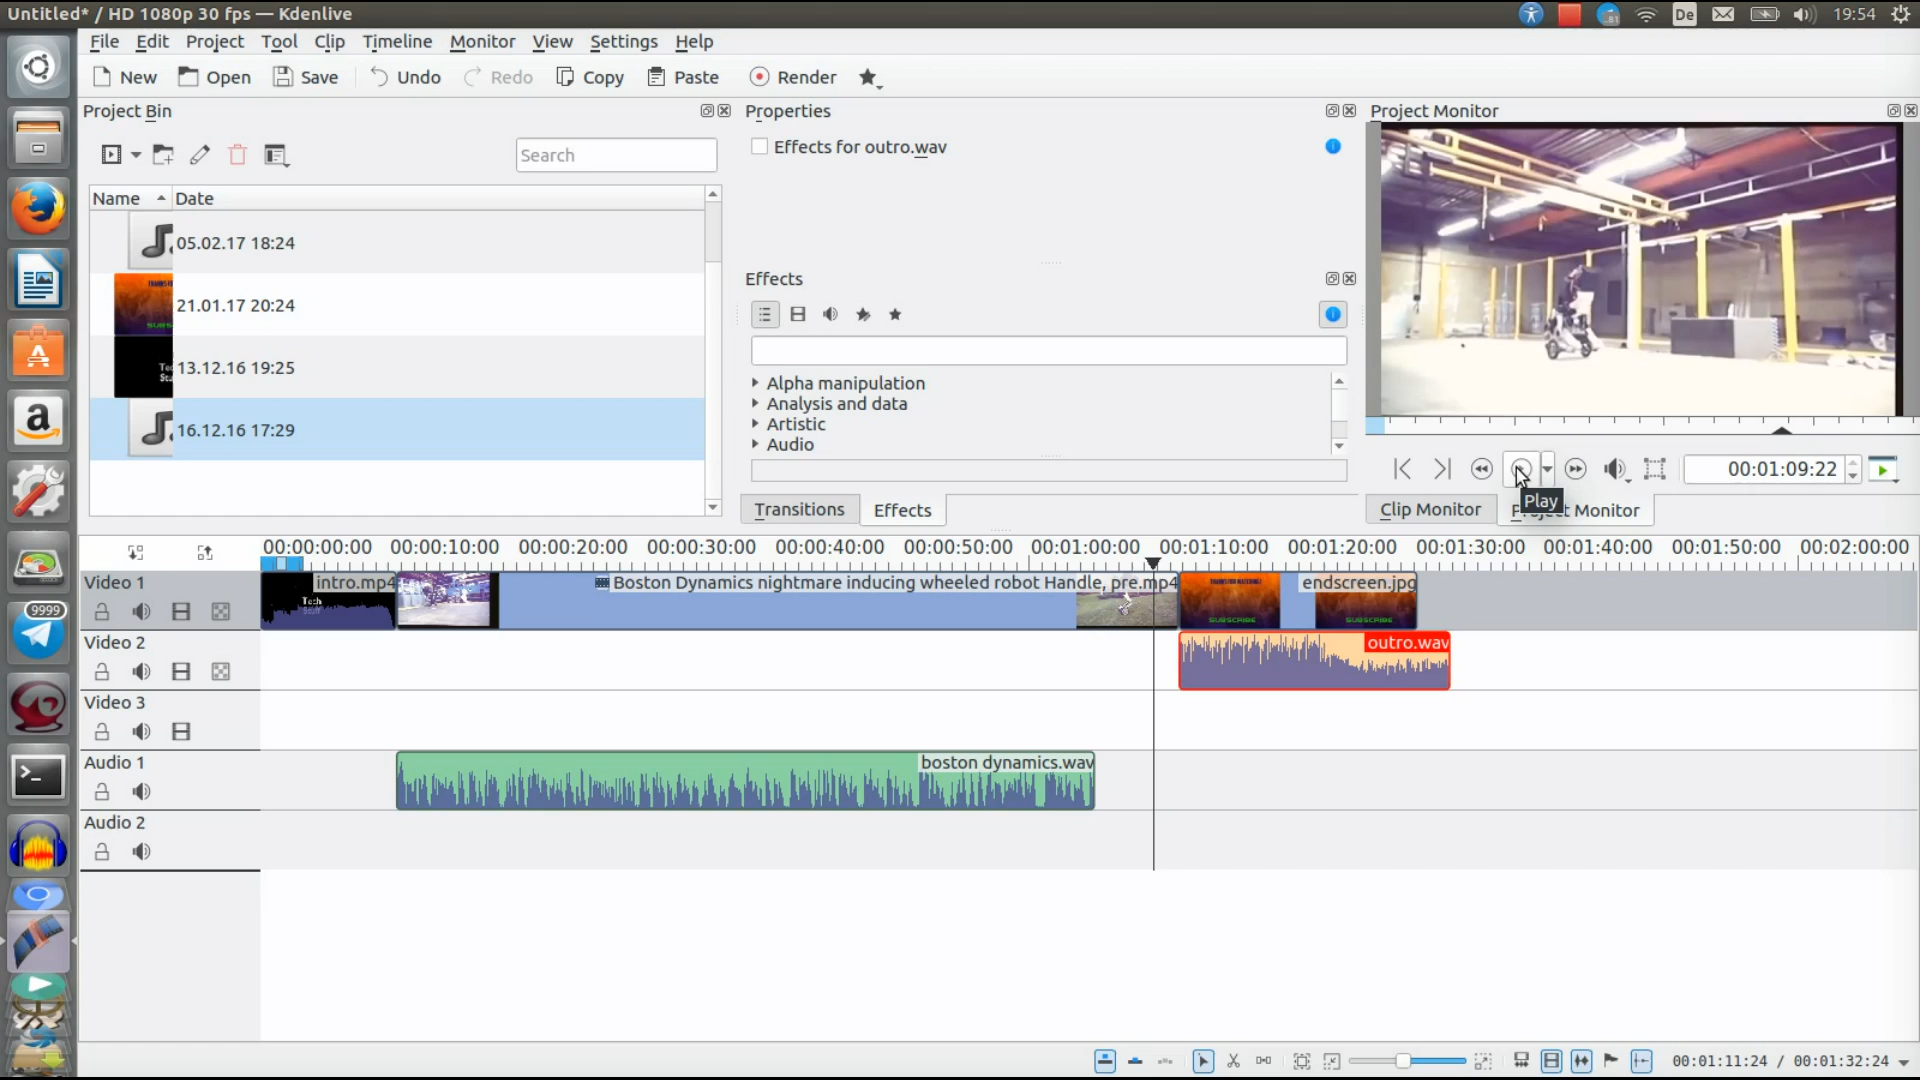 Untitled* / HD 1080p 30 fps — Kdenlive
81
De
19:54
File Edit Project Tool Clip Timeline Monitor View Settings Help
New Open Save Undo Redo Copy Paste Render
Project Bin
Properties
Project Monitor
Effects for outro.wav
Search
Name Date
05.02.17 18:24
21.01.17 20:24
13.12.16 19:25
16.12.16 17:29
Effects
Alpha manipulation
Analysis and data
Artistic
Audio
Transitions Effects
00:01:09:22
Play
Clip Monitor
Monitor
00:00:00:00 00:00:10:00 00:00:20:00 00:00:30:00 00:00:40:00 00:00:50:00 00:01:00:00 00:01:10:00 00:01:20:00 00:01:30:00 00:01:40:00 00:01:50:00 00:02:00:00
Video 1
intro.mp4
Tech
Stuff
Boston Dynamics nightmare inducing wheeled robot Handle, pre.mp4
SUBSCRIBE
endscreen.jpg
SUBSCRIBE
Video 2
outro.wav
Video 3
Audio 1
boston dynamics.wav
Audio 2
9999
00:01:11:24 / 00:01:32:24